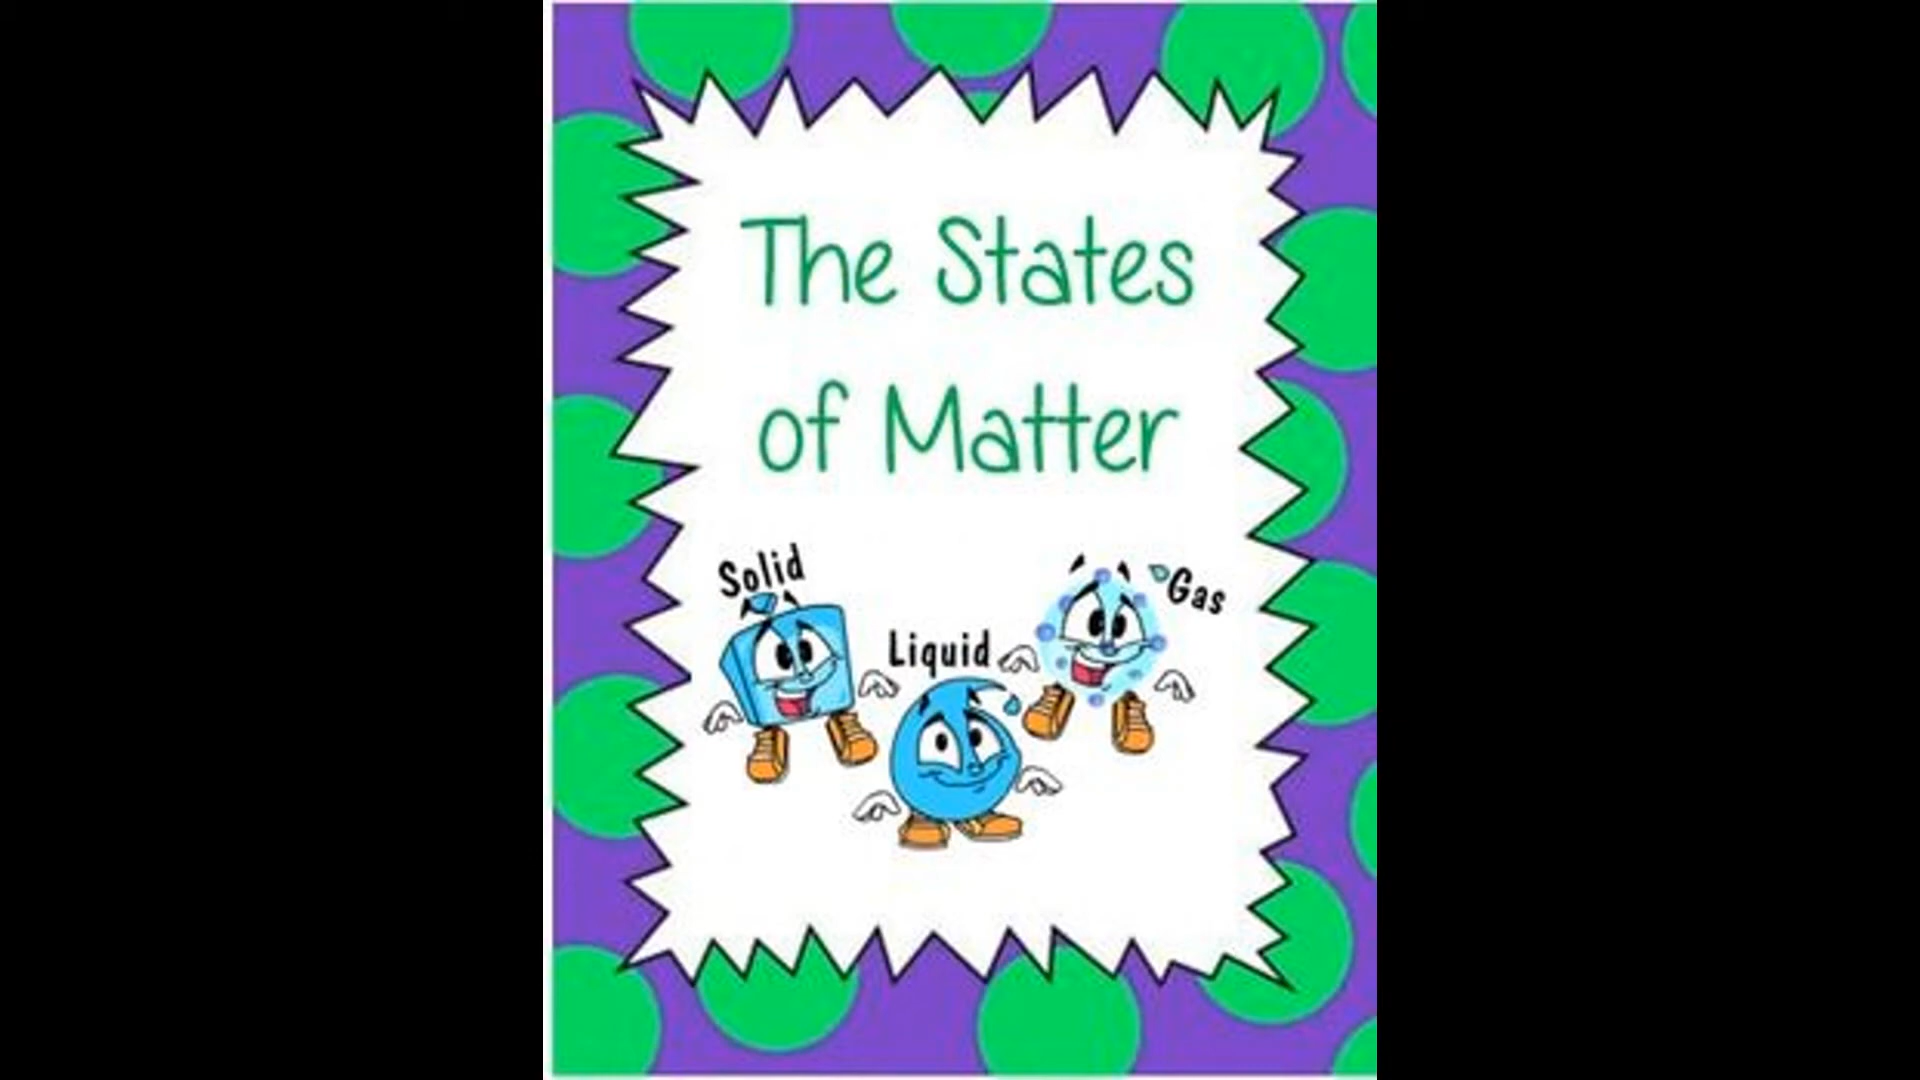 The States
of Matter
Solid
Liquid
Gas